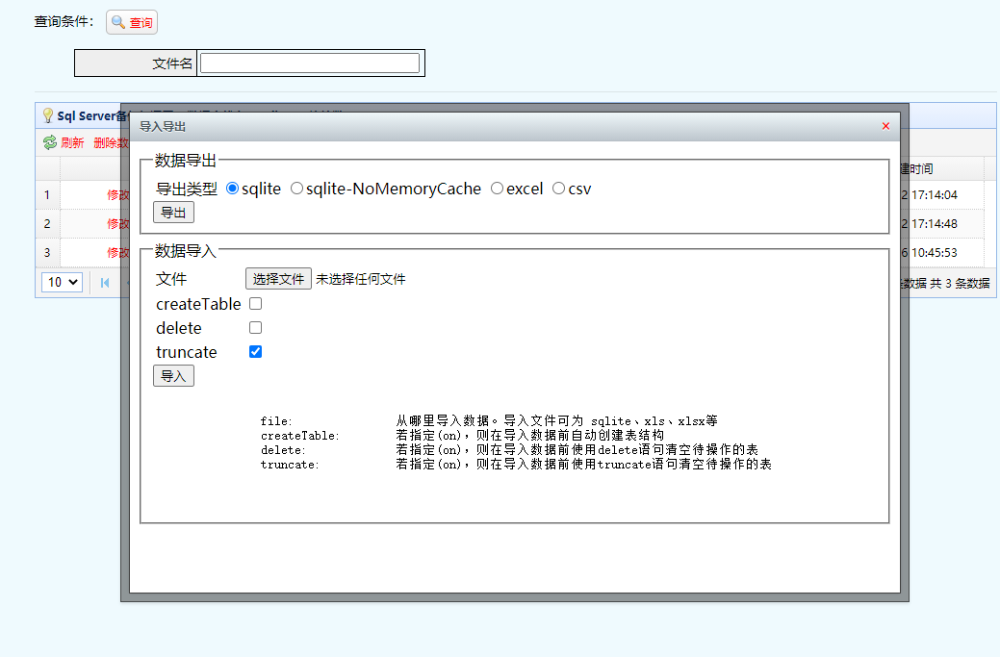 查询条件： 查询
文件名
Sql Server备
导入导出
刷新 删除数
建时间
数据导出
导出类型 sqlite sqlite-NoMemoryCache excel csv
导出
1 修改 2 17:14:04
2 修改 2 17:14:48
3 修改 6 10:45:53
10 条数据 共 3 条数据
数据导入
文件 选择文件 未选择任何文件
createTable
delete
truncate
导入
file: 从哪里导入数据。导入文件可为 sqlite、xls、xlsx等
createTable: 若指定(on)，则在导入数据前自动创建表结构
delete: 若指定(on)，则在导入数据前使用delete语句清空待操作的表
truncate: 若指定(on)，则在导入数据前使用truncate语句清空待操作的表